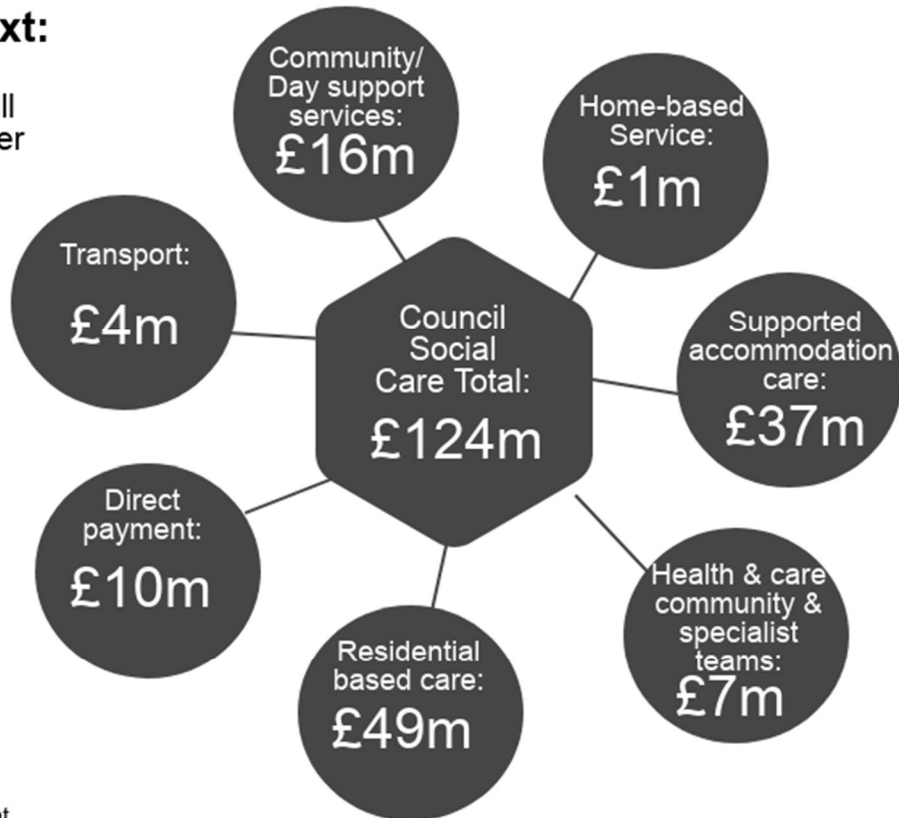 xt:
ll
er
Community/
Day support
services:
£16m
Home-based
Service:
£1m
Transport:
£4m
Council
Social
Care Total:
£124m
Supported
accommodation
care:
£37m
Direct
payment:
£10m
Health & care
community &
specialist
teams:
£7m
Residential
based care:
£49m